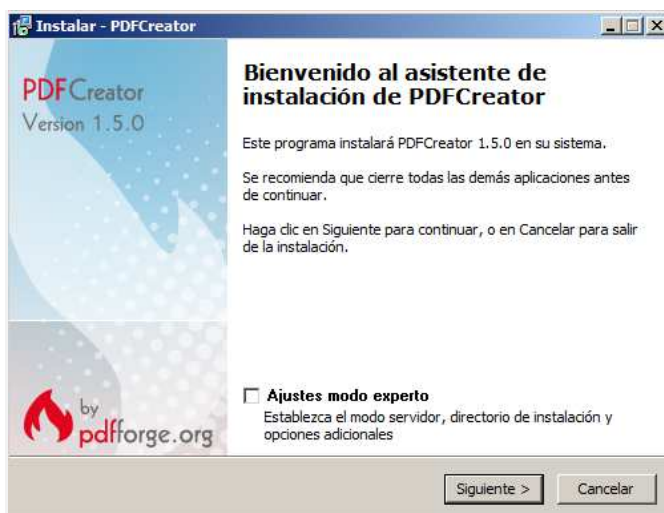 Instalar - PDFCreator
PDFCreator
Version 1.5.0
Bienvenido al asistente de
instalación de PDFCreator
Este programa instalará PDFCreator 1.5.0 en su sistema.
Se recomienda que cierre todas las demás aplicaciones antes
de continuar.
Haga clic en Siguiente para continuar, o en Cancelar para salir
de la instalación.
Ajustes modo experto
Establezca el modo servidor, directorio de instalación y
opciones adicionales
by
pdfforge.org
Siguiente >
Cancelar